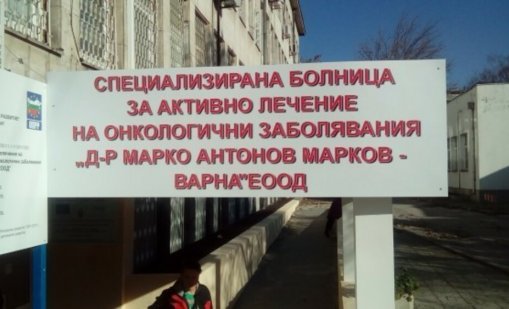 СПЕЦИАЛИЗИРАНА БОЛНИЦА
ЗА АКТИВНО ЛЕЧЕНИЕ
НА ОНКОЛОГИЧНИ ЗАБОЛЯВАНИЯ
„Д-Р МАРКО АНТОНОВ МАРКОВ -
ВАРНА"ЕООД